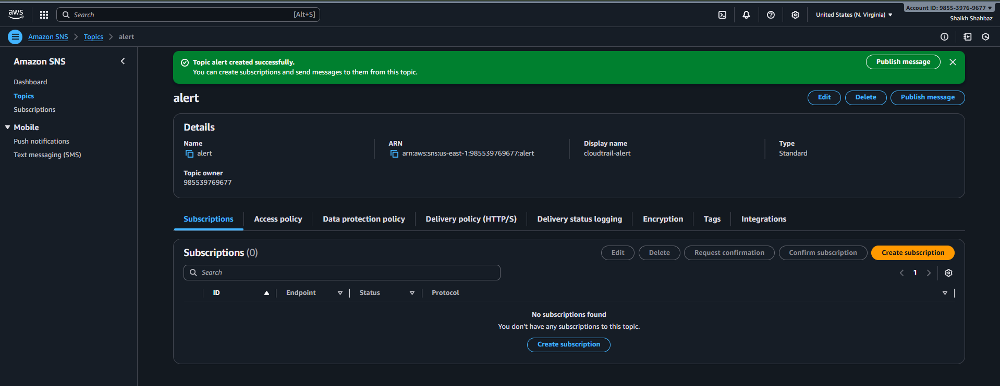 aws
Search
[Alt+S]
United States (N. Virginia)
Account ID: 9855-3976-9677
Shaikh Shahbaz
Amazon SNS
Topics
alert
Amazon SNS
Dashboard
Topics
Subscriptions
Mobile
Push notifications
Text messaging (SMS)
Topic alert created successfully.
You can create subscriptions and send messages to them from this topic.
Publish message
alert
Edit
Delete
Publish message
Details
Name
alert
ARN
arn:aws:sns:us-east-1:985539769677:alert
Display name
cloudtrail-alert
Type
Standard
Topic owner
985539769677
Subscriptions
Access policy
Data protection policy
Delivery policy (HTTP/S)
Delivery status logging
Encryption
Tags
Integrations
Subscriptions (0)
Edit
Delete
Request confirmation
Confirm subscription
Create subscription
Search
1
ID
Endpoint
Status
Protocol
No subscriptions found
You don't have any subscriptions to this topic.
Create subscription